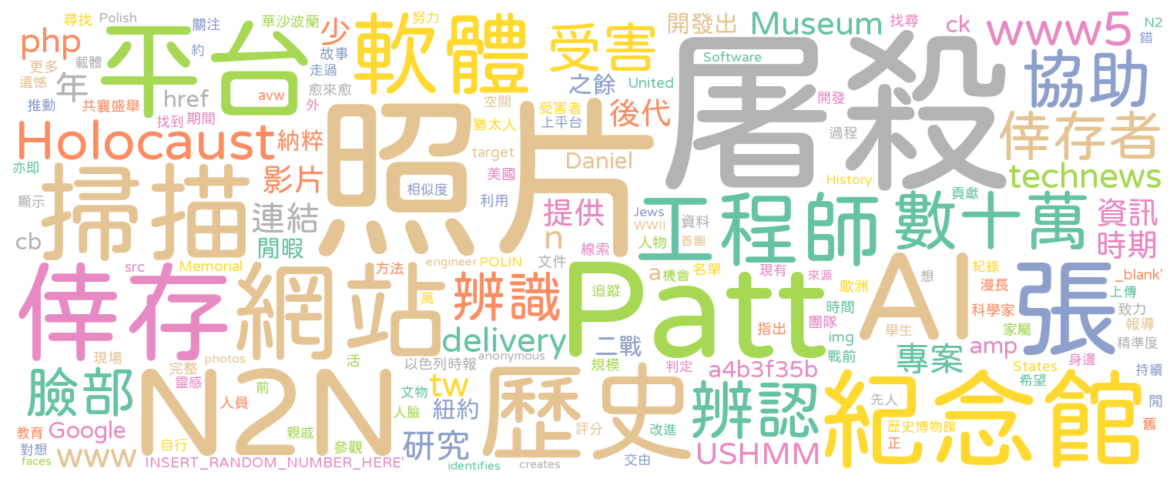 尋找 Polish 關注 華沙波蘭 努力 開發出 Museum 找尋 ck www5 N2 錯
php 平台 少 軟體 受害 屠殺 協助
更多 約 故事 載體 走過 Software
遺憾 年 href avw 愈來愈 之餘 United
推動 共襄盛舉 找到 期間 外 空間 受害者 上平台 後代 開發 過程 倖存者
Holocaust 納粹 照片 猶太人
亦即 掃描 影片 相似度 target Daniel 美國 History technews
顯示 連結 利用 提供 Jews WWII 資料 工程師 數十萬 貢獻 資訊
cb 閒暇 n 線索 人物 首圖 時期
src Memorial 方法 engineer POLIN 文件 a 機會 名單 現有 來源 想 紀錄 _blank'
倖存 網站 萬 辨識 追蹤 Patt 歐洲 AI 漫長 張 上傳
時間 科學家 致力
delivery 二戰 指出 團隊 img 學生 家屬 報導
現場 photos 完整 活 以色列時報 anonymous 規模 判定 戰前 專案 amp 身邊 精準度
臉部 靈感 前 N2N 文物 tw 歷史 a4b3f35b States 持續
人員 人臉 紐約 辨認 先人 希望 紀念館 閒
教育 Google 親戚 評分 改進 歷史博物館 舊
對想 www 自行 參觀 研究 USHMM 正
faces INSERT_RANDOM_NUMBER_HERE' identifies creates 交由